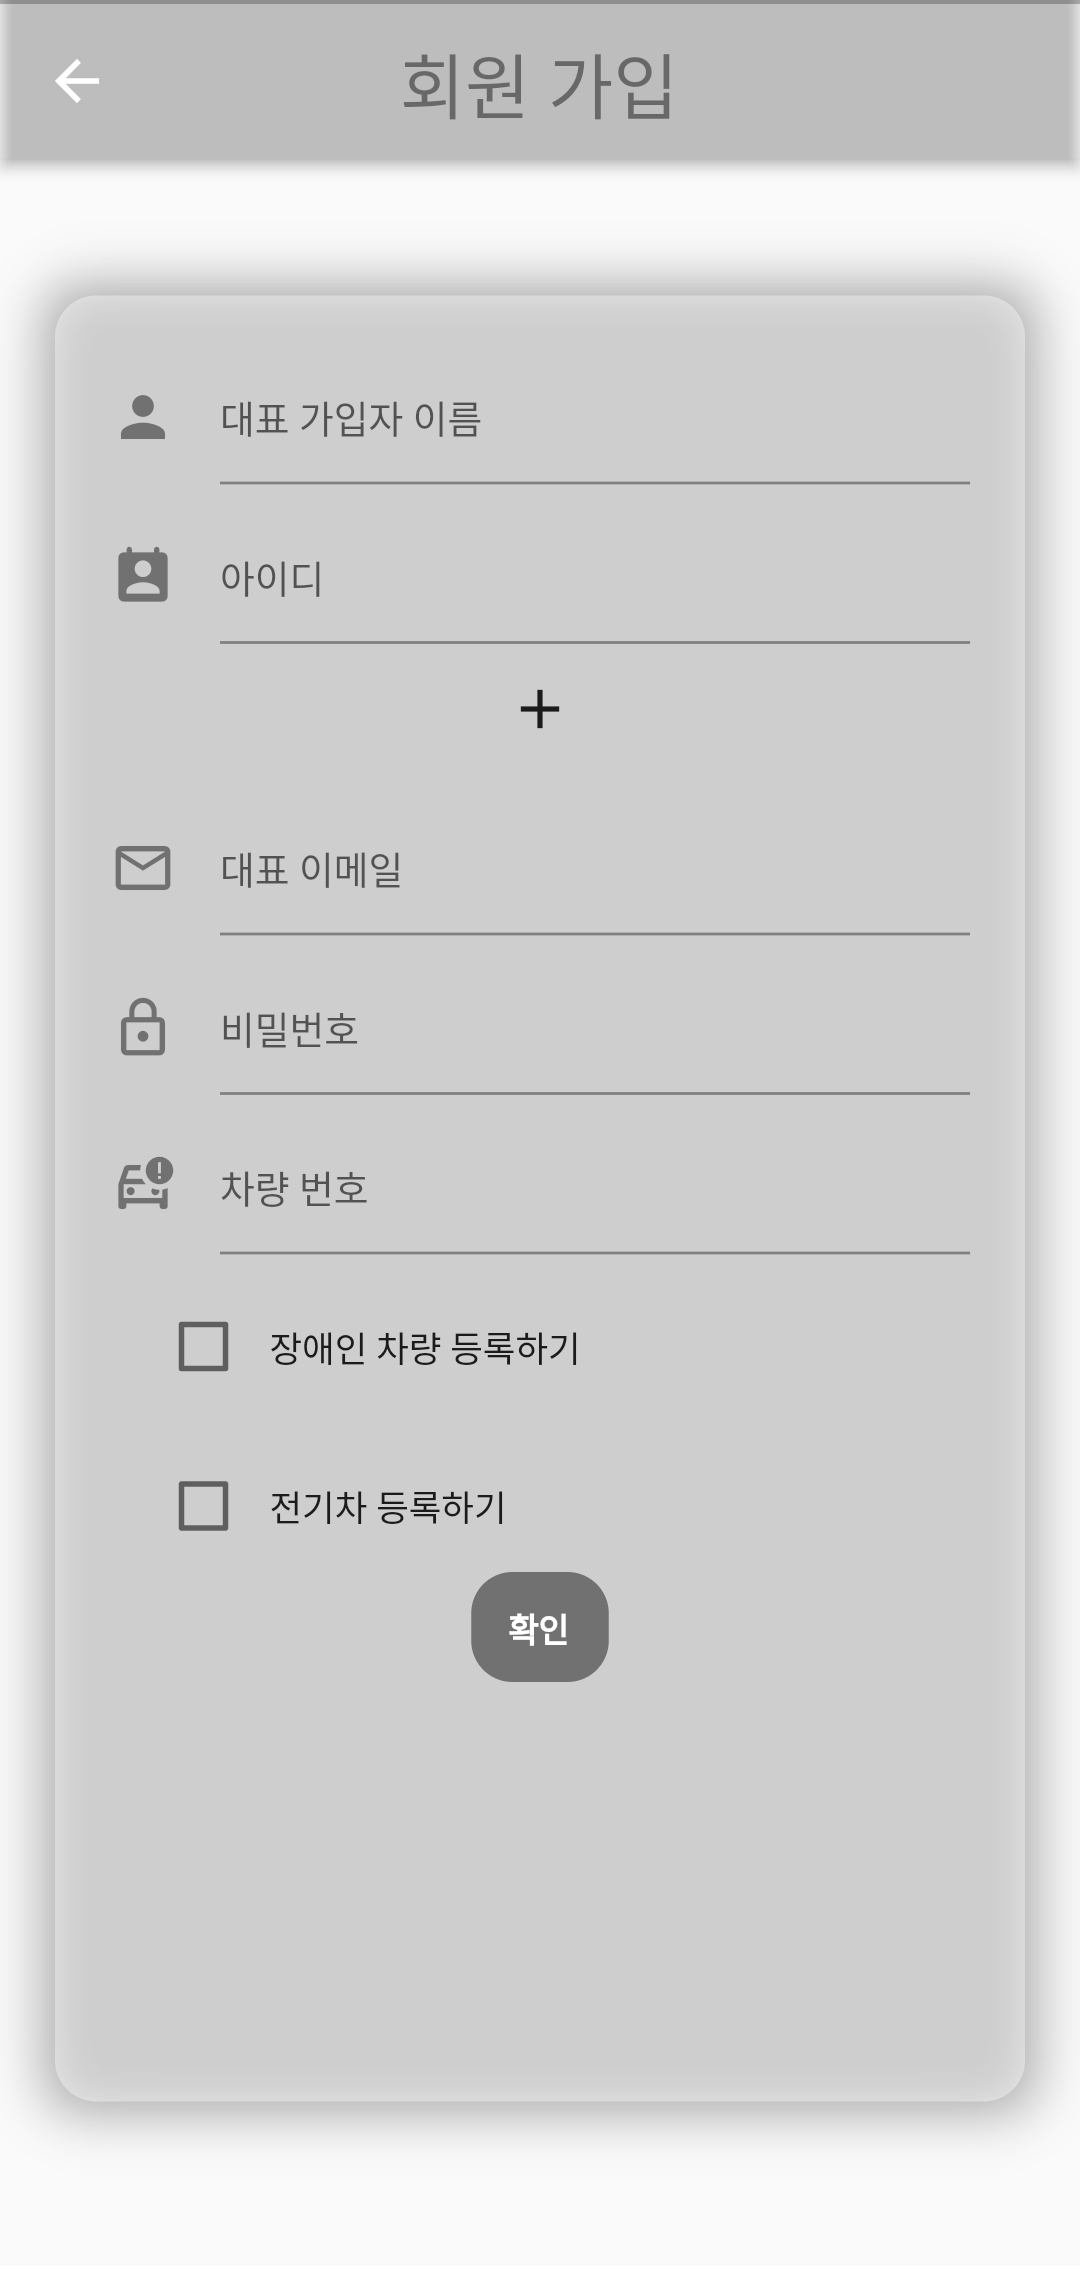 회원 가입
대표 가입자 이름
아이디
대표 이메일
비밀번호
차량 번호
장애인 차량 등록하기
전기차 등록하기
확인